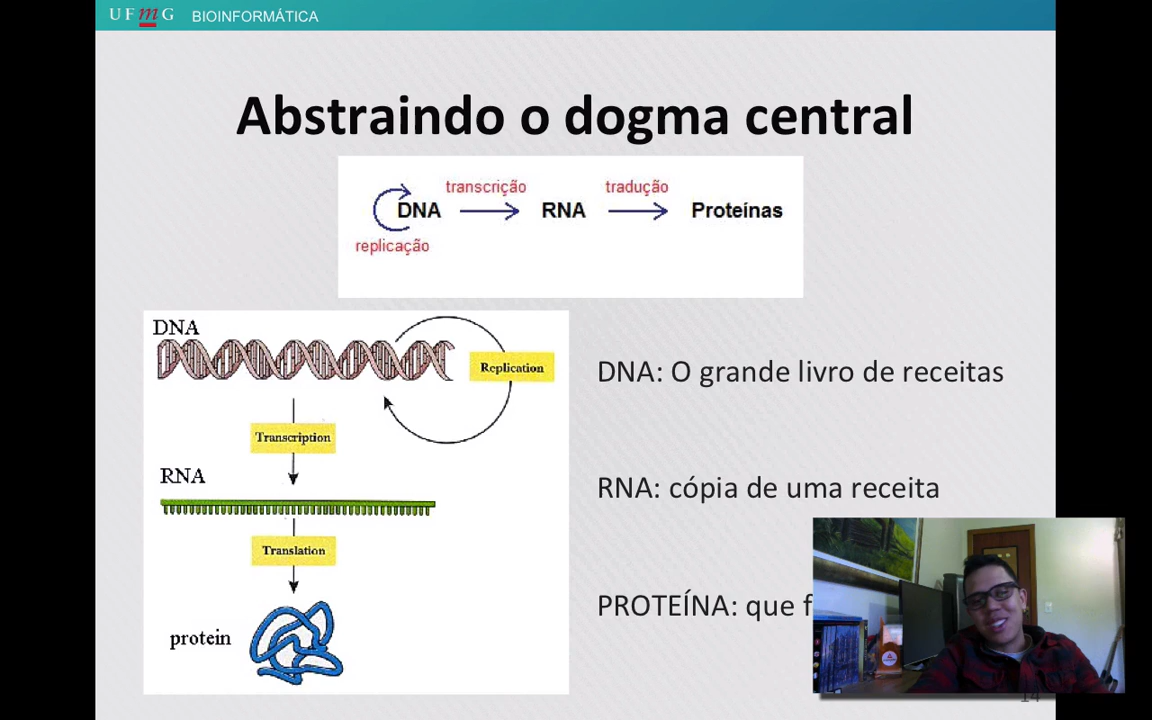 UFmG BIOINFORMÁTICA
Abstraindo o dogma central
transcrição
tradução
DNA
RNA
Proteínas
replicação
DNA
Replication
Transcription
RNA
Translation
protein
DNA: O grande livro de receitas
RNA: cópia de uma receita
PROTEÍNA: que
14